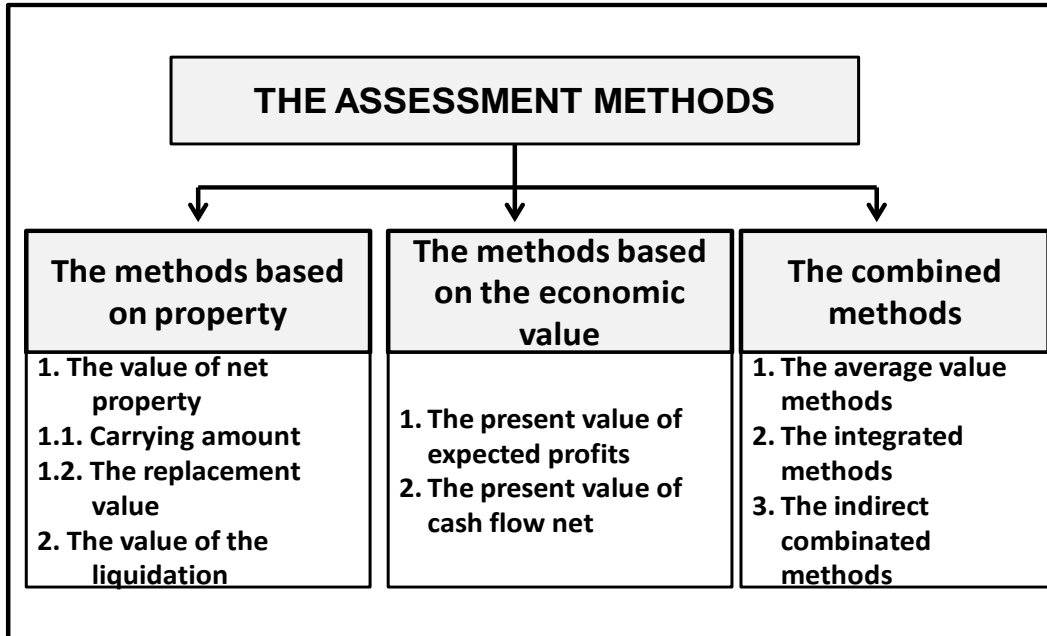 THE ASSESSMENT METHODS
The methods based
on property
1. The value of net
property
1.1. Carrying amount
1.2. The replacement
value
2. The value of the
liquidation
The methods based
on the economic
value
1. The present value of
expected profits
2. The present value of
cash flow net
The combined
methods
1. The average value
methods
2. The integrated
methods
3. The indirect
combinated
methods